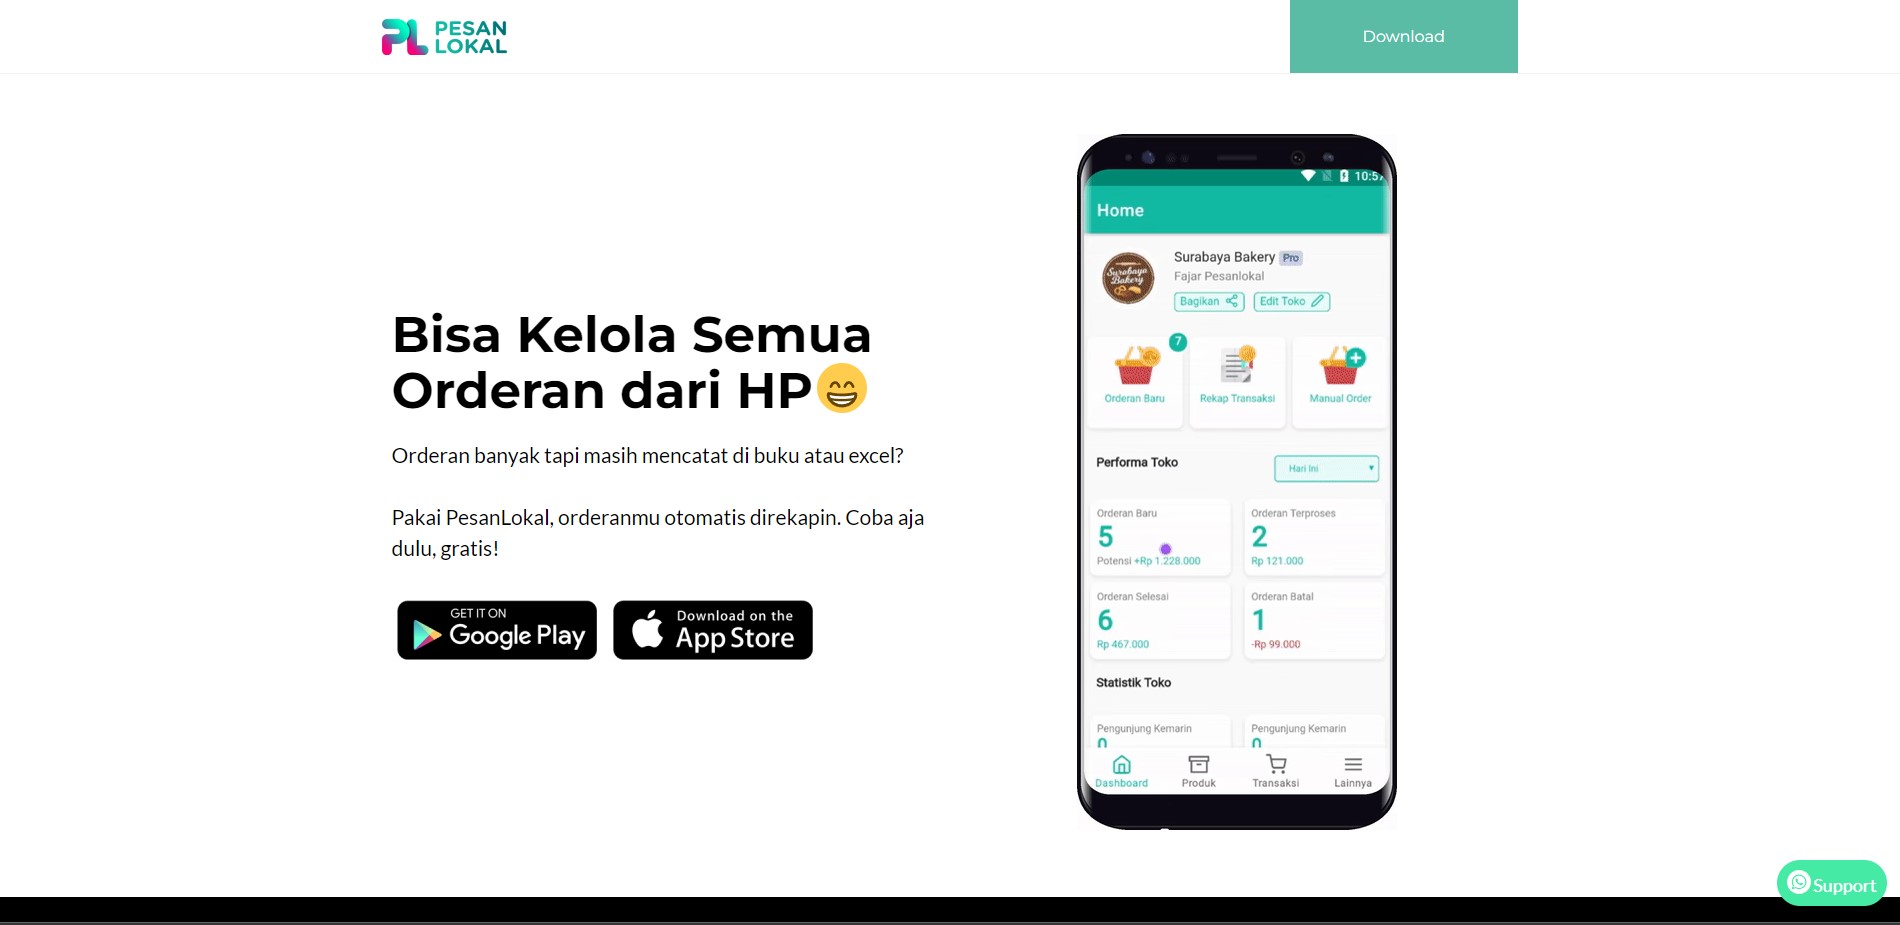 PESAN
LOKAL
Download
Bisa Kelola Semua
Orderan dari HP😁
Orderan banyak tapi masih mencatat di buku atau excel?
Pakai PesanLokal, orderanmu otomatis direkapin. Coba aja
dulu, gratis!
GET IT ON
Google Play
Download on the
App Store
10:57
Home
Surabaya Bakery
Surabaya Bakery Pro
Fajar Pesanlokal
Bagikan Edit Toko
7
Orderan Baru Rekap Transaksi Manual Order
Performa Toko Hari Ini
Orderan Baru Orderan Terproses
5 2
Potensi +Rp 1.228.000 Rp 121.000
Orderan Selesai Orderan Batal
6 1
Rp 467.000 -Rp 99.000
Statistik Toko
Pengunjung Kemarin Pengunjung Kemarin
0 0
Dashboard Produk Transaksi Lainnya
Support